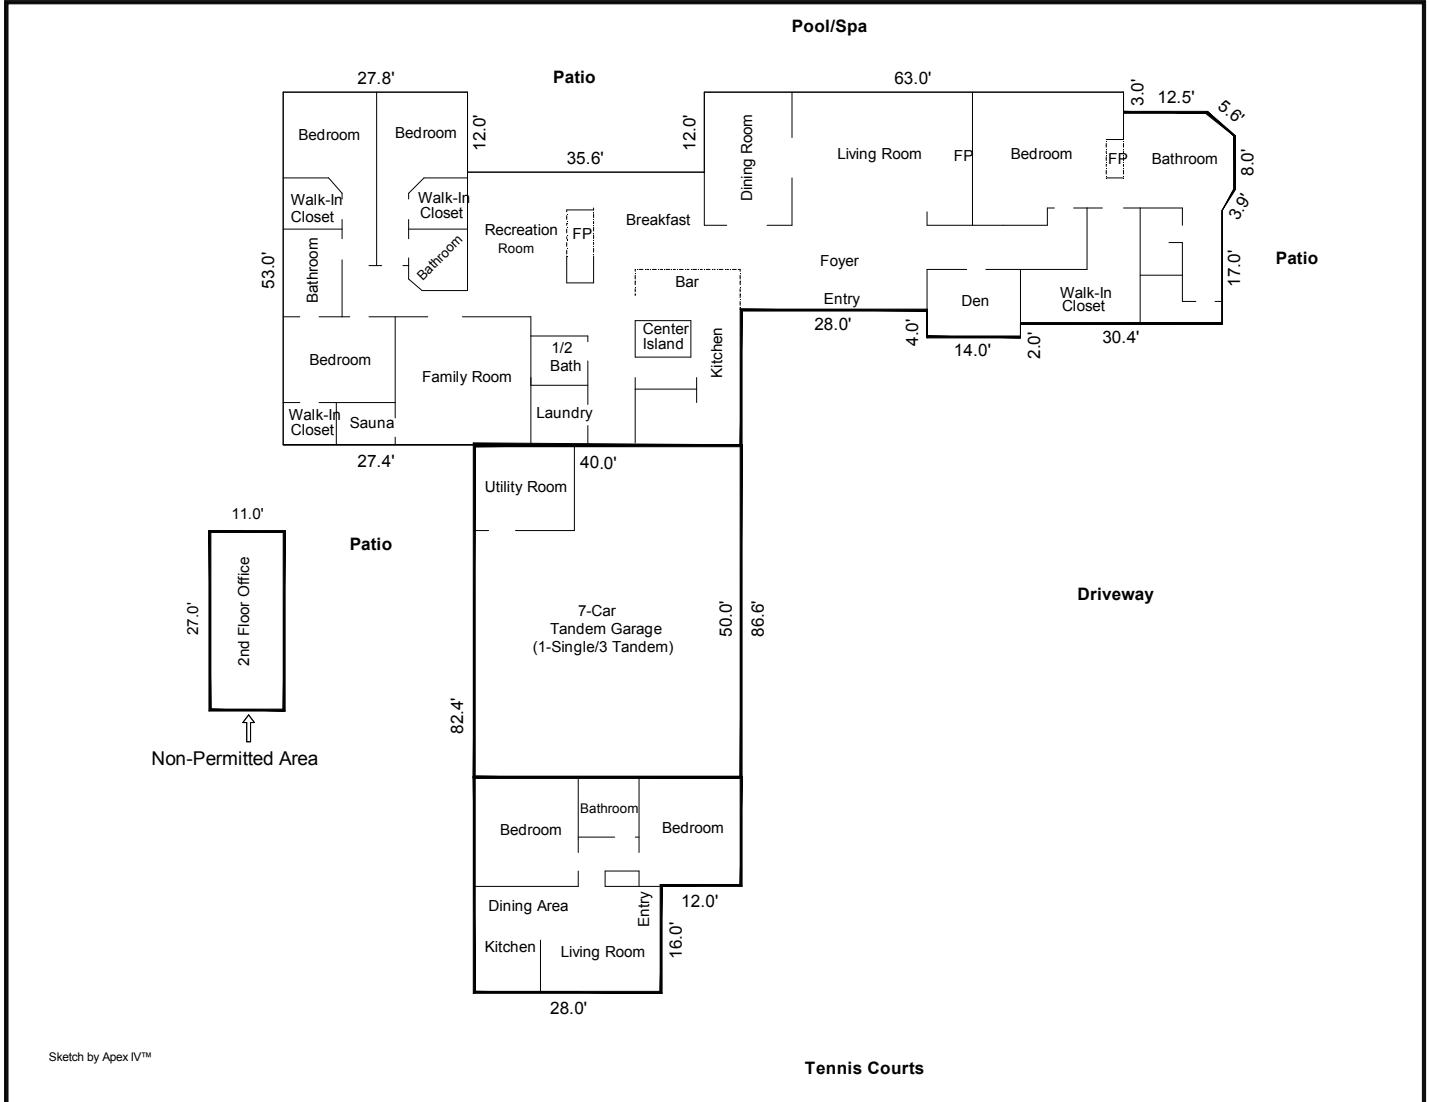 Pool/Spa
27.8'
Patio
63.0'
3.0'
12.5'
5.6'
Bedroom
Bedroom
12.0'
12.0'
35.6'
Dining Room
Living Room
FP
Bedroom
FP
Bathroom
8.0'
Walk-In
Closet
Walk-In
Closet
3.9'
Recreation
Room
FP
Breakfast
53.0'
Bathroom
Bathroom
Foyer
17.0'
Patio
Bar
Entry
Den
Walk-In
Closet
28.0'
4.0'
14.0'
2.0'
30.4'
Center
Island
Kitchen
Bedroom
Family Room
1/2
Bath
Walk-In
Closet
Sauna
Laundry
27.4'
40.0'
Utility Room
11.0'
Patio
27.0'
2nd Floor Office
7-Car
Tandem Garage
(1-Single/3 Tandem)
50.0'
86.6'
Driveway
82.4'
Non-Permitted Area
Bedroom
Bathroom
Bedroom
Dining Area
Entry
12.0'
16.0'
Kitchen
Living Room
28.0'
Sketch by Apex IV™
Tennis Courts